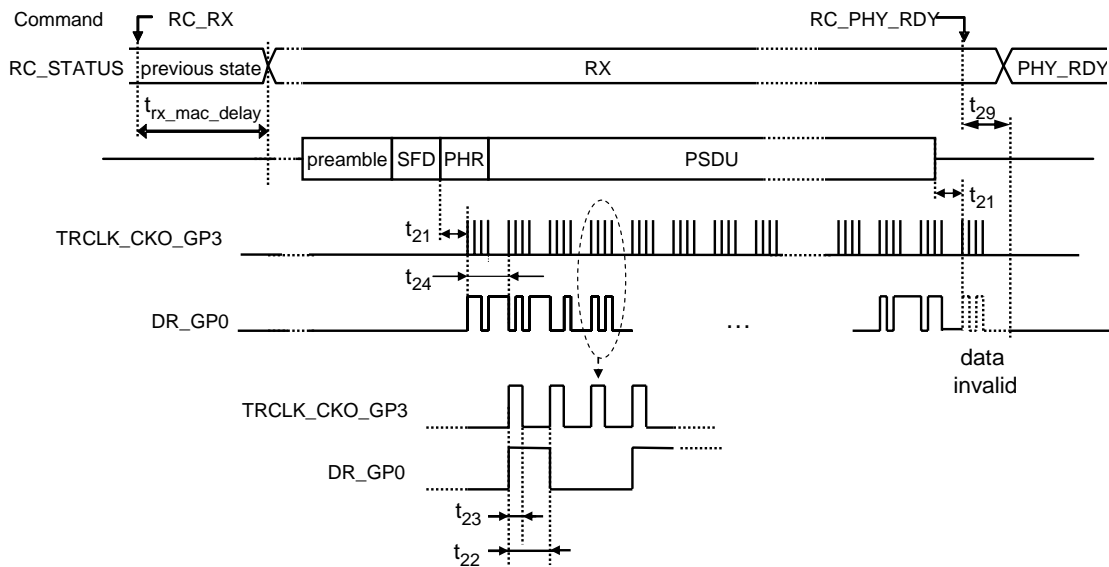 Command RC_RX RC_PHY_RDY
RC_STATUS previous state RX PHY_RDY
trx_mac_delay t29
preamble SFD PHR PSDU
t21 t21
TRCLK_CKO_GP3
t24
DR_GP0 ...
data
invalid
TRCLK_CKO_GP3
DR_GP0
t23
t22